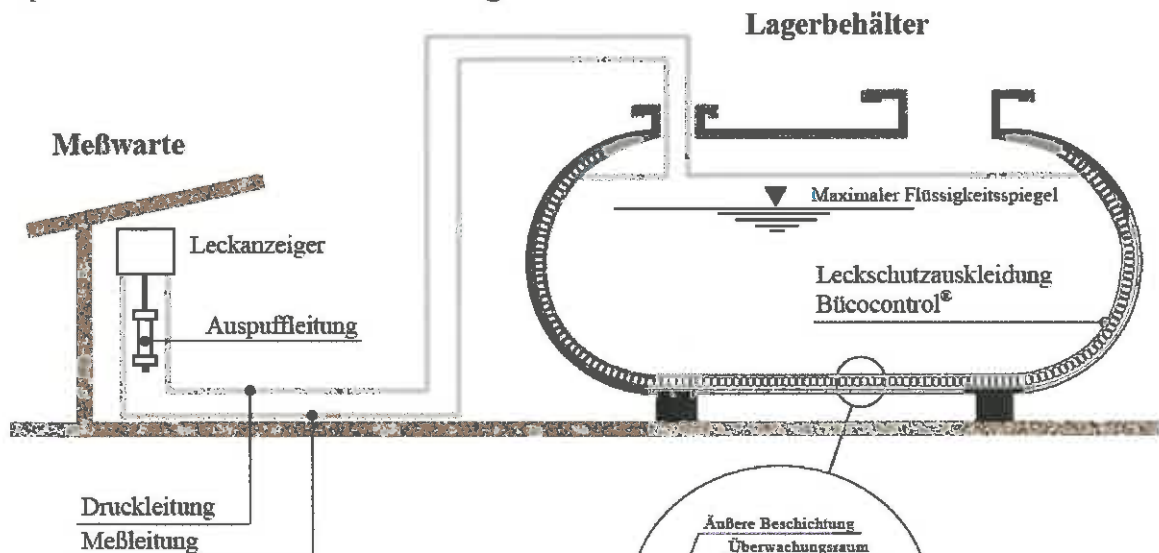 Lagerbehälter
Meßwarte
Maximaler Flüssigkeitsspiegel
Leckanzeiger
Leckschutzauskleidung
Bücocontrol®
Auspuffleitung
Druckleitung
Meßleitung
Äußere Beschichtung
Überwachungsraum